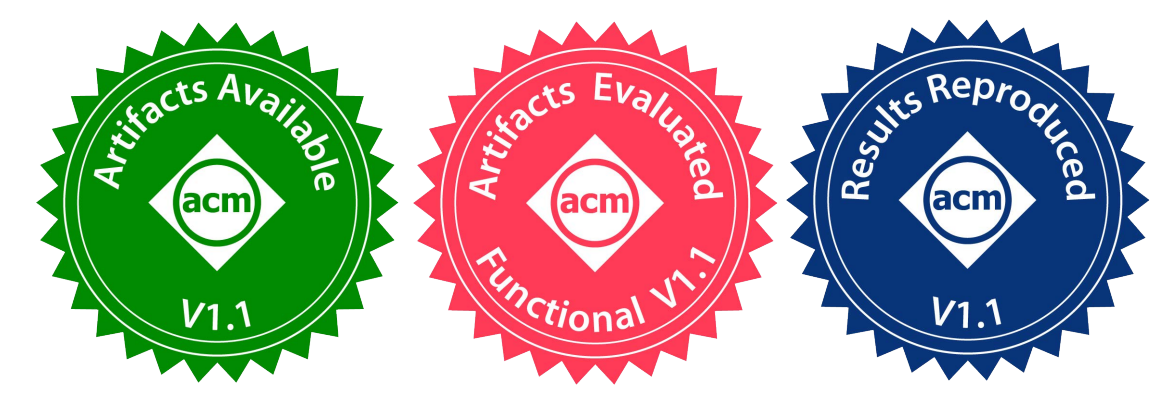 Artifacts Available
acm
V1.1
Artifacts Evaluated
acm
Functional V1.1
Results Reproduced
acm
V1.1